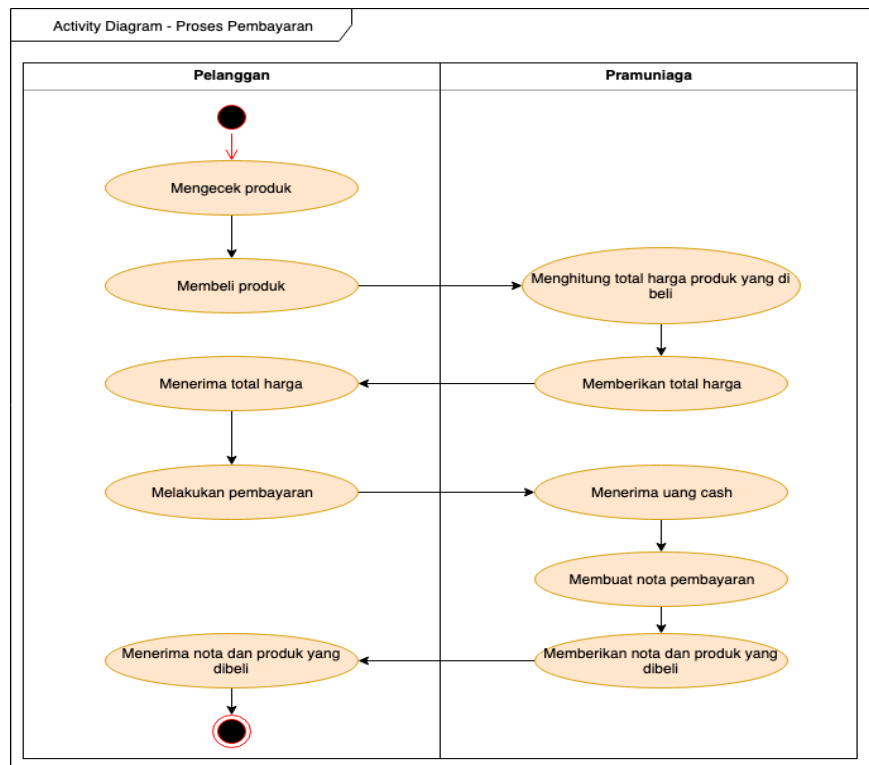 Activity Diagram - Proses Pembayaran
Pelanggan
Pramuniaga
Mengecek produk
Membeli produk
Menghitung total harga produk yang di
beli
Menerima total harga
Memberikan total harga
Melakukan pembayaran
Menerima uang cash
Membuat nota pembayaran
Menerima nota dan produk yang
dibeli
Memberikan nota dan produk yang
dibeli